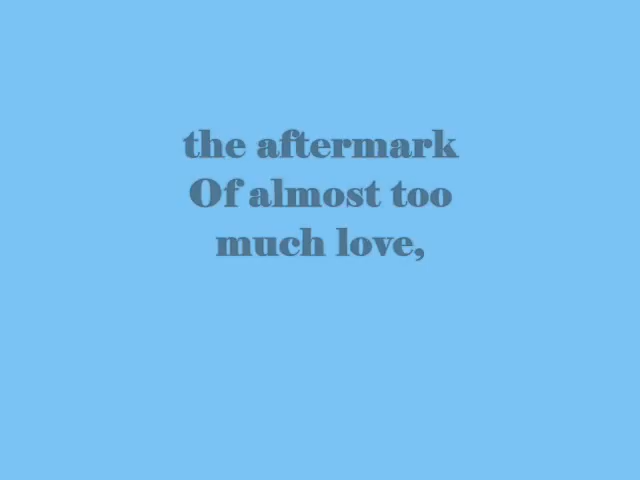 the aftermark
Of almost too
much love,